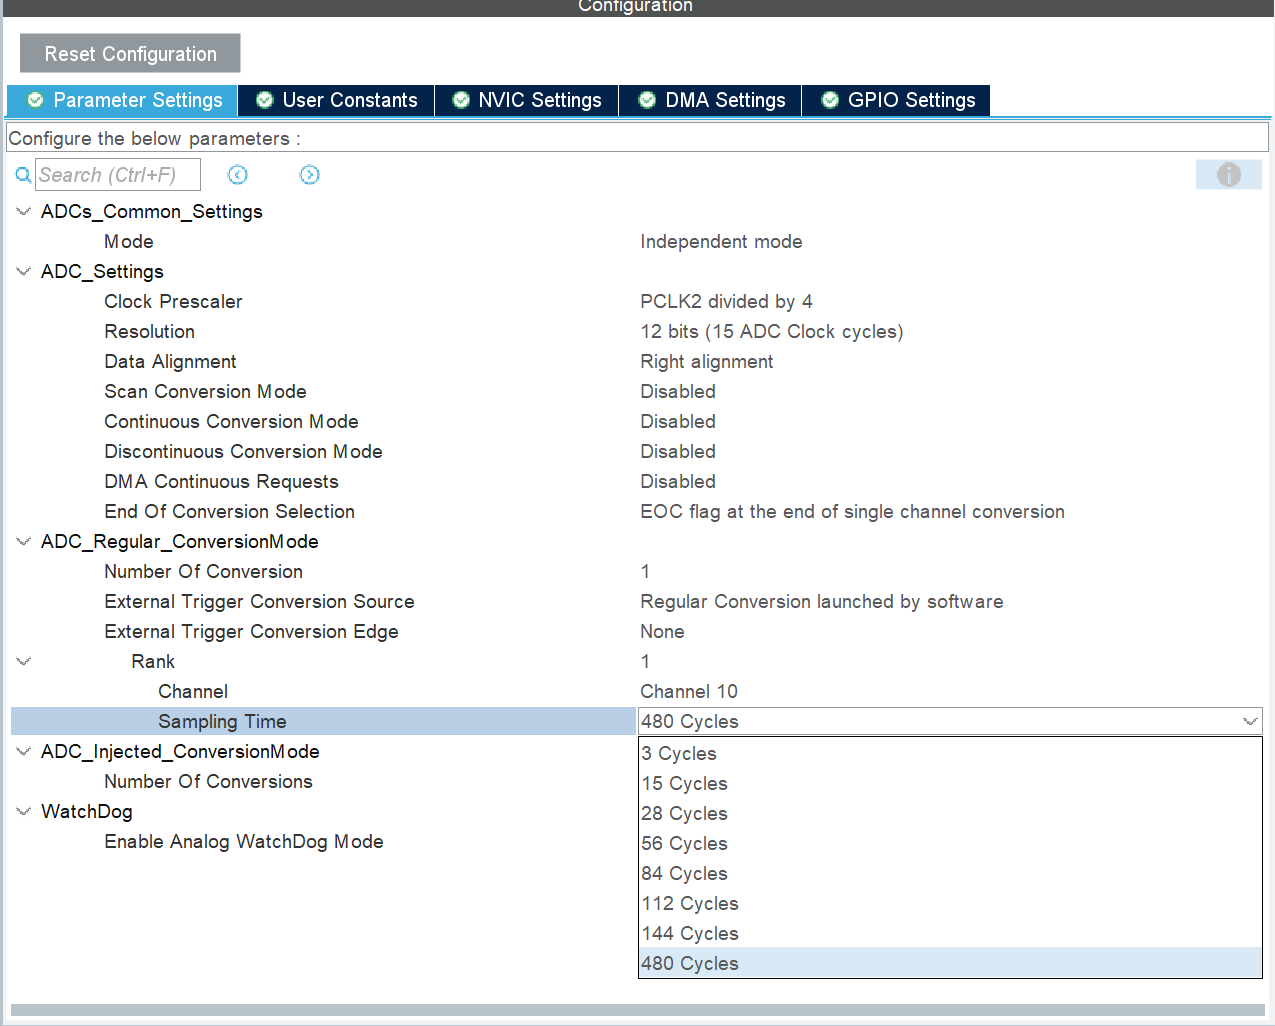 Configuration
Reset Configuration
Parameter Settings User Constants NVIC Settings DMA Settings GPIO Settings
Configure the below parameters :
Search (Ctrl+F)
ADCs_Common_Settings
Mode Independent mode
ADC_Settings
Clock Prescaler PCLK2 divided by 4
Resolution 12 bits (15 ADC Clock cycles)
Data Alignment Right alignment
Scan Conversion Mode Disabled
Continuous Conversion Mode Disabled
Discontinuous Conversion Mode Disabled
DMA Continuous Requests Disabled
End Of Conversion Selection EOC flag at the end of single channel conversion
ADC_Regular_ConversionMode
Number Of Conversion 1
External Trigger Conversion Source Regular Conversion launched by software
External Trigger Conversion Edge None
Rank 1
Channel Channel 10
Sampling Time 480 Cycles
ADC_Injected_ConversionMode 3 Cycles
Number Of Conversions 15 Cycles
WatchDog 28 Cycles
Enable Analog WatchDog Mode 56 Cycles
84 Cycles
112 Cycles
144 Cycles
480 Cycles